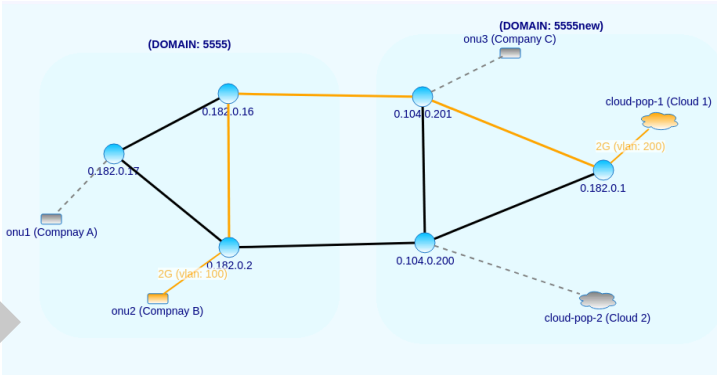 (DOMAIN: 5555)
(DOMAIN: 5555new)
onu3 (Company C)
cloud-pop-1 (Cloud 1)
0.182.0.16
0.104.0.201
2G (vlan: 200)
0.182.0.17
0.182.0.1
onu1 (Compnay A)
0.182.0.2
0.104.0.200
2G (vlan: 100)
onu2 (Compnay B)
cloud-pop-2 (Cloud 2)